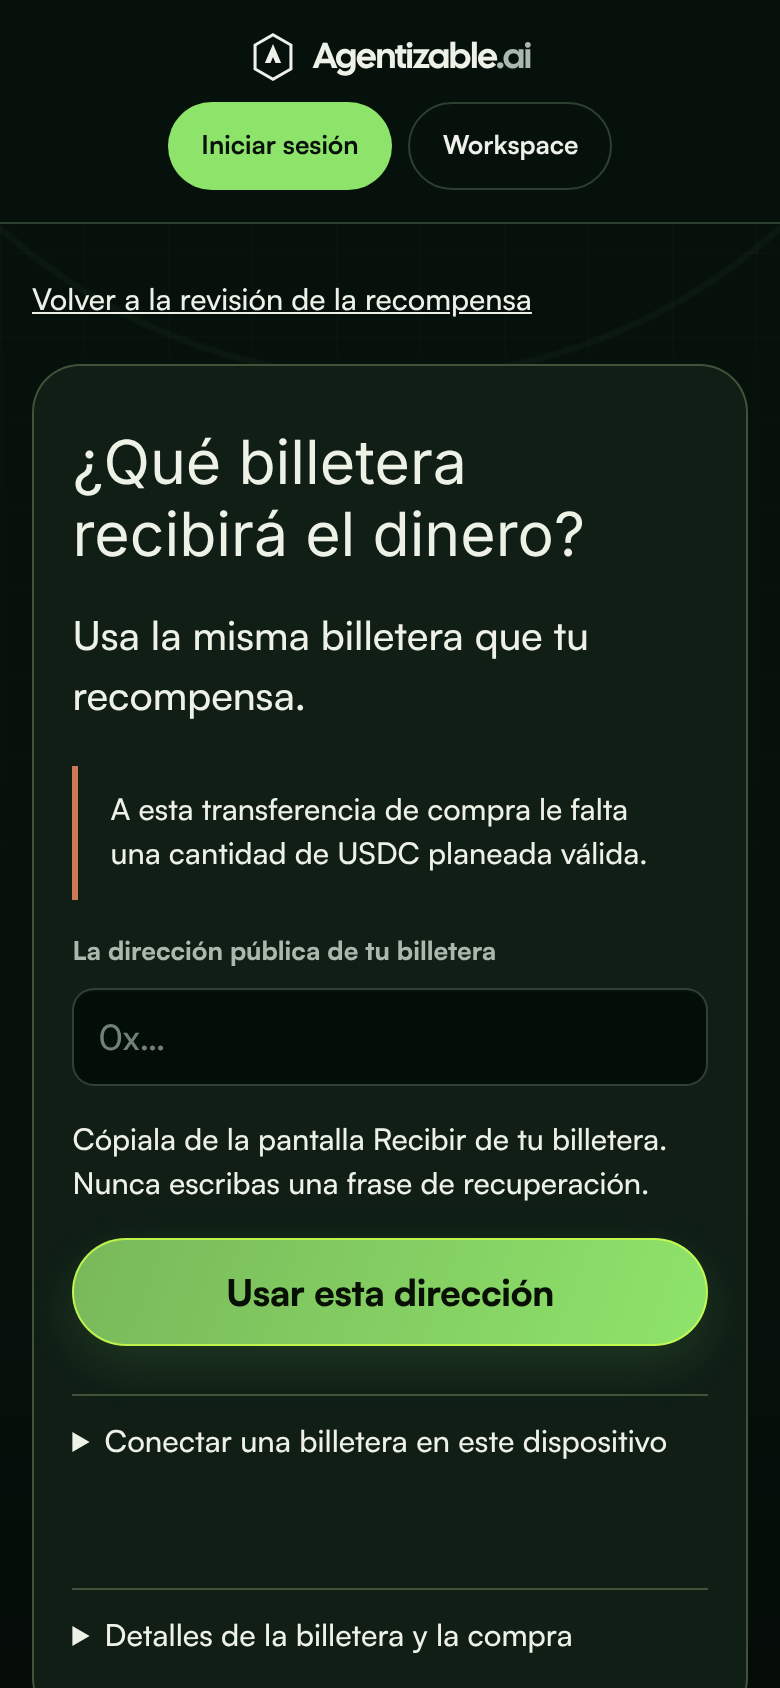 Agentizable.ai
Iniciar sesión
Workspace
Volver a la revisión de la recompensa
¿Qué billetera
recibirá el dinero?
Usa la misma billetera que tu
recompensa.
A esta transferencia de compra le falta
una cantidad de USDC planeada válida.
La dirección pública de tu billetera
0x...
Cópiala de la pantalla Recibir de tu billetera.
Nunca escribas una frase de recuperación.
Usar esta dirección
Conectar una billetera en este dispositivo
Detalles de la billetera y la compra